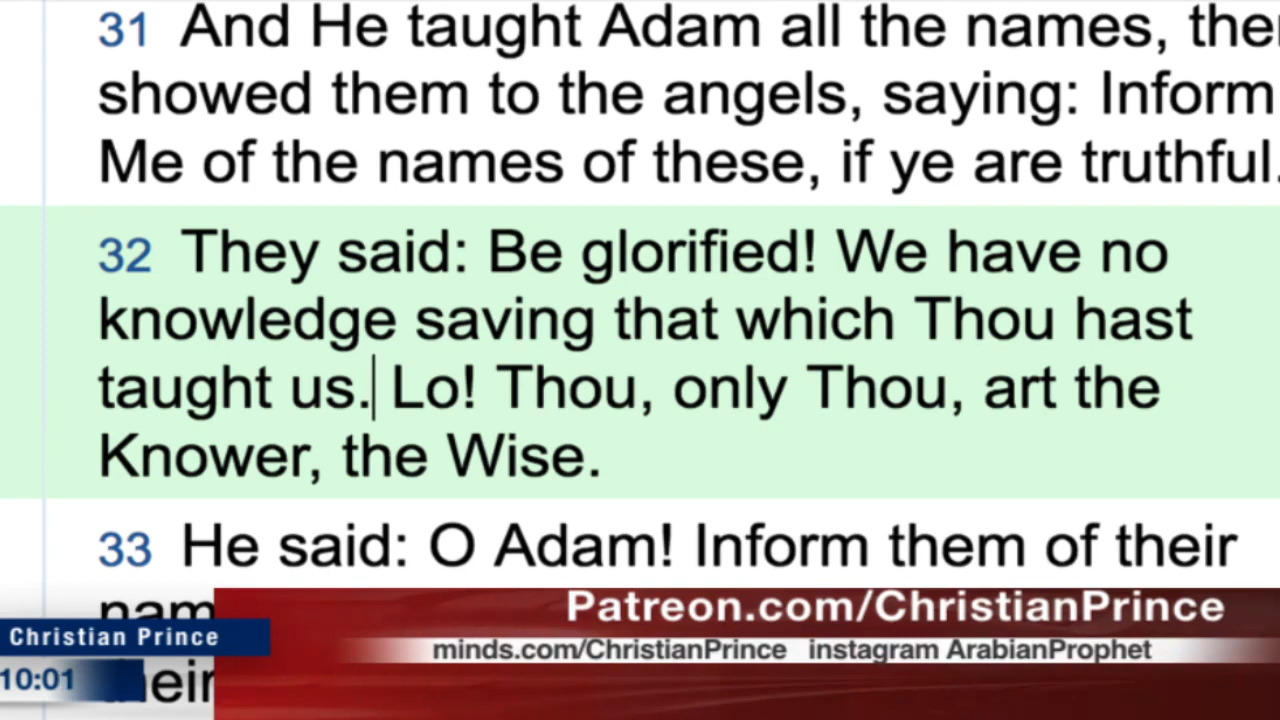 31 And He taught Adam all the names, then
showed them to the angels, saying: Inform
Me of the names of these, if ye are truthful.
32 They said: Be glorified! We have no
knowledge saving that which Thou hast
taught us. Lo! Thou, only Thou, art the
Knower, the Wise.
33 He said: O Adam! Inform them of their
Patreon.com/ChristianPrince
Christian Prince
minds.com/ChristianPrince instagram ArabianProphet
10:01